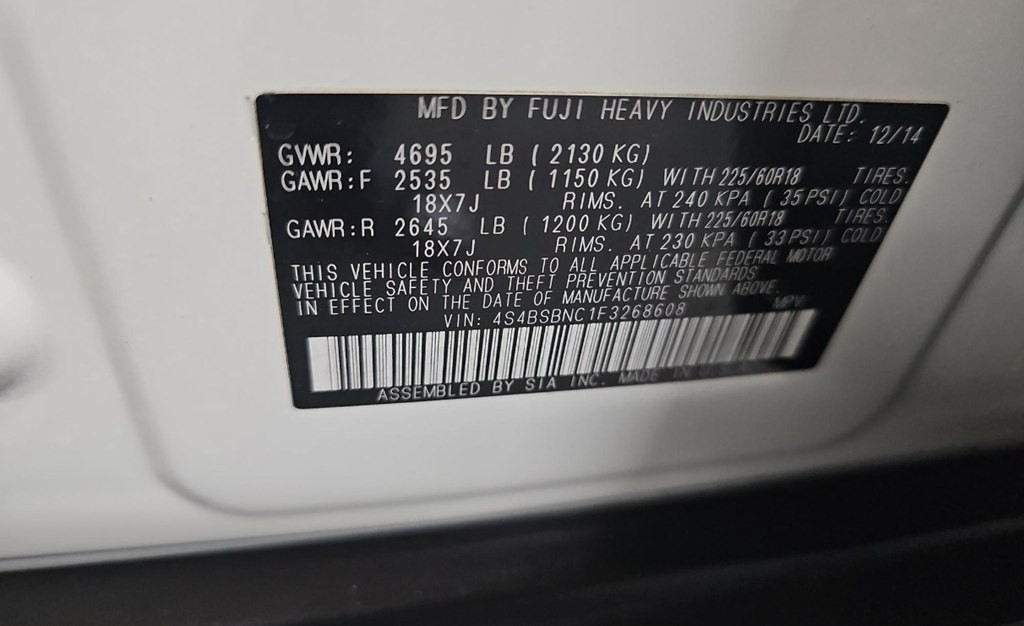 MFD BY FUJI HEAVY INDUSTRIES LTD.
DATE: 12/14
GVWR: 4695 LB ( 2130 KG)
GAWR:F 2535 LB ( 1150 KG) WITH 225/60R18 TIRES.
18X7J RIMS. AT 240 KPA ( 35 PSI) COLD
GAWR:R 2645 LB ( 1200 KG) WITH 225/60R18 TIRES.
18X7J RIMS. AT 230 KPA ( 33 PSI) COLD
THIS VEHICLE CONFORMS TO ALL APPLICABLE FEDERAL MOTOR
VEHICLE SAFETY AND THEFT PREVENTION STANDARDS
IN EFFECT ON THE DATE OF MANUFACTURE SHOWN ABOVE.
VIN: 4S4BSBNC1F3268608 MPV
ASSEMBLED BY SIA INC. MADE IN